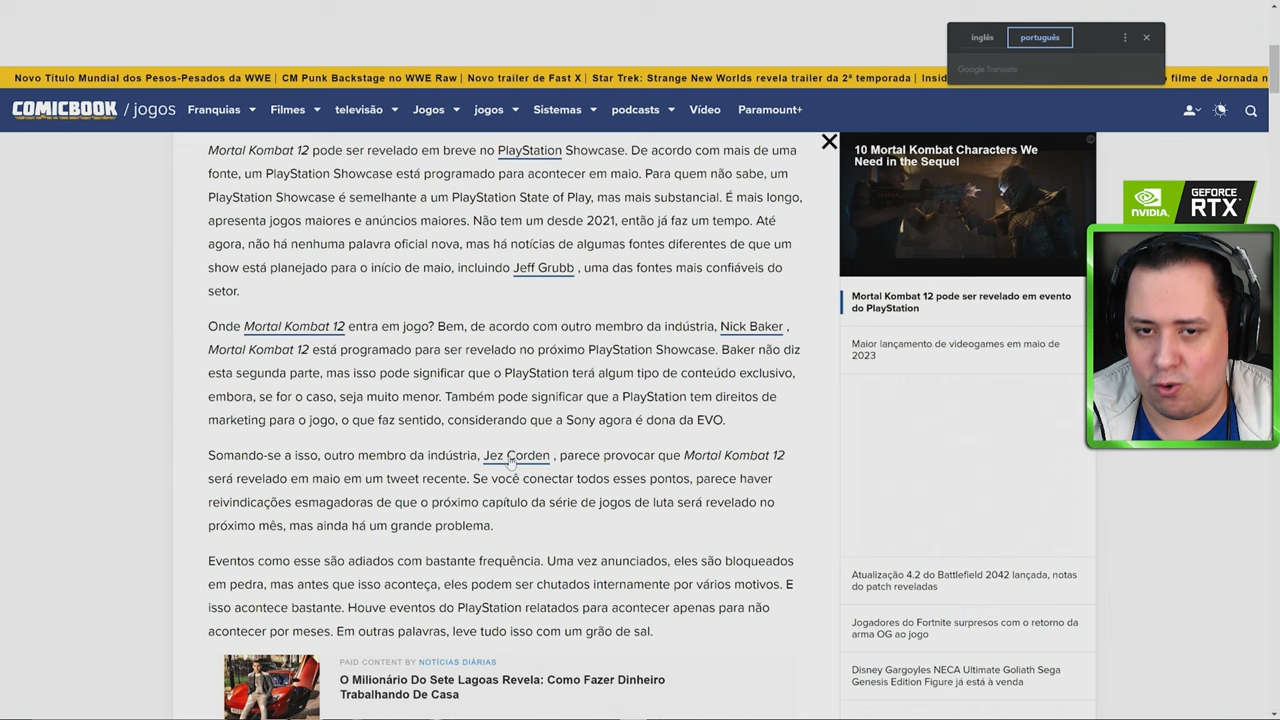 inglês
português
Google Translate
Novo Título Mundial dos Pesos-Pesados da WWE | CM Punk Backstage no WWE Raw | Novo trailer de Fast X | Star Trek: Strange New Worlds revela trailer da 2ª temporada | Insid
filme de Jornada n
COMICBOOK / jogos
Franquias
Filmes
televisão
Jogos
jogos
Sistemas
podcasts
Vídeo
Paramount+
Mortal Kombat 12 pode ser revelado em breve no PlayStation Showcase. De acordo com mais de uma
fonte, um PlayStation Showcase está programado para acontecer em maio. Para quem não sabe, um
PlayStation Showcase é semelhante a um PlayStation State of Play, mas mais substancial. É mais longo,
apresenta jogos maiores e anúncios maiores. Não tem um desde 2021, então já faz um tempo. Até
agora, não há nenhuma palavra oficial nova, mas há notícias de algumas fontes diferentes de que um
show está planejado para o início de maio, incluindo Jeff Grubb , uma das fontes mais confiáveis do
setor.
Onde Mortal Kombat 12 entra em jogo? Bem, de acordo com outro membro da indústria, Nick Baker ,
Mortal Kombat 12 está programado para ser revelado no próximo PlayStation Showcase. Baker não diz
esta segunda parte, mas isso pode significar que o PlayStation terá algum tipo de conteúdo exclusivo,
embora, se for o caso, seja muito menor. Também pode significar que a PlayStation tem direitos de
marketing para o jogo, o que faz sentido, considerando que a Sony agora é dona da EVO.
Somando-se a isso, outro membro da indústria, Jez Corden , parece provocar que Mortal Kombat 12
será revelado em maio em um tweet recente. Se você conectar todos esses pontos, parece haver
reivindicações esmagadoras de que o próximo capítulo da série de jogos de luta será revelado no
próximo mês, mas ainda há um grande problema.
Eventos como esse são adiados com bastante frequência. Uma vez anunciados, eles são bloqueados
em pedra, mas antes que isso aconteça, eles podem ser chutados internamente por vários motivos. E
isso acontece bastante. Houve eventos do PlayStation relatados para acontecer apenas para não
acontecer por meses. Em outras palavras, leve tudo isso com um grão de sal.
PAID CONTENT BY NOTÍCIAS DIÁRIAS
O Milionário Do Sete Lagoas Revela: Como Fazer Dinheiro
Trabalhando De Casa
10 Mortal Kombat Characters We
Need in the Sequel
Mortal Kombat 12 pode ser revelado em evento
do PlayStation
Maior lançamento de videogames em maio de
2023
Atualização 4.2 do Battlefield 2042 lançada, notas
do patch reveladas
Jogadores do Fortnite surpresos com o retorno da
arma OG ao jogo
Disney Gargoyles NECA Ultimate Goliath Sega
Genesis Edition Figure já está à venda
NVIDIA
GEFORCE
RTX